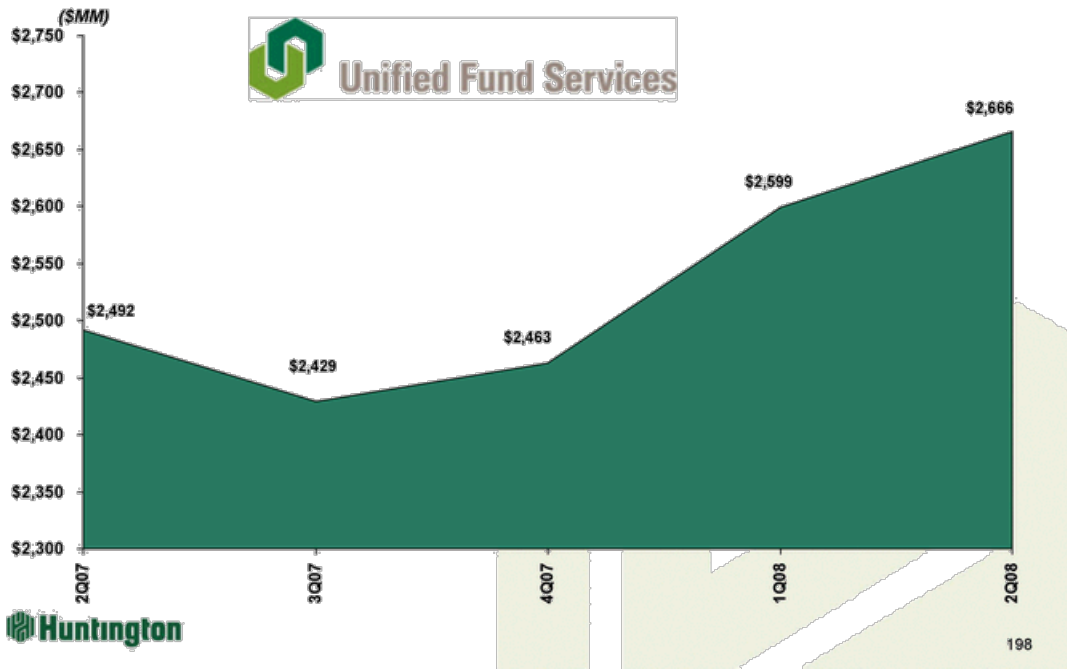 ($MM)
$2,750
$2,700
$2,650
$2,600
$2,550
$2,500
$2,450
$2,400
$2,350
$2,300
Unified Fund Services
$2,492
$2,429
$2,463
$2,599
$2,666
2Q07
3Q07
4Q07
1Q08
2Q08
Huntington
198